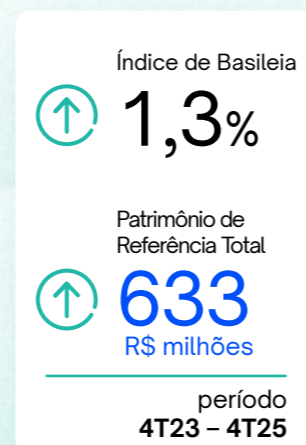 Índice de Basileia
1,3%
Patrimônio de
Referência Total
633
R$ milhões
período
4T23 – 4T25